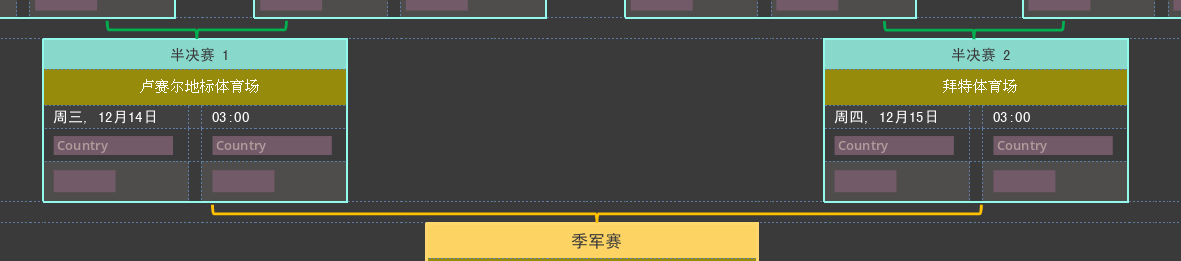 半决赛 1
卢赛尔地标体育场
周三, 12月14日 03:00
Country Country
半决赛 2
拜特体育场
周四, 12月15日 03:00
Country Country
季军赛